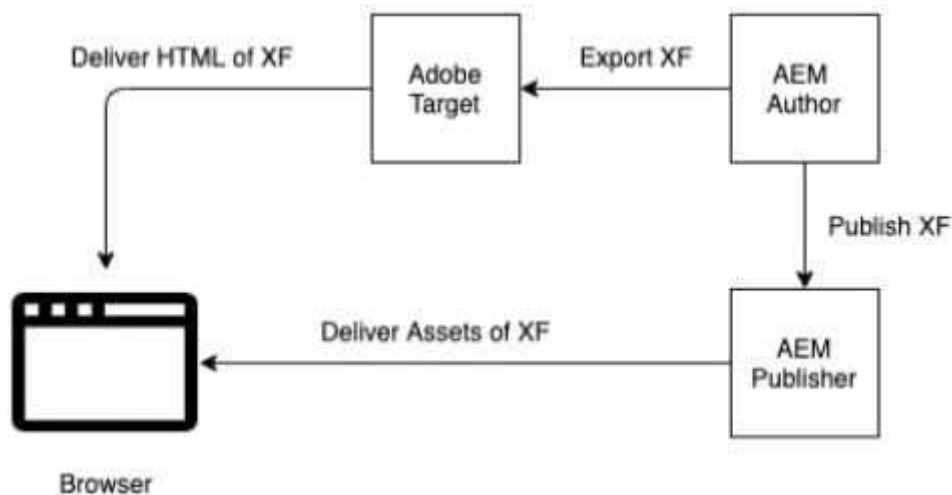 Deliver HTML of XF
Adobe
Target
Export XF
AEM
Author
Publish XF
Deliver Assets of XF
AEM
Publisher
Browser